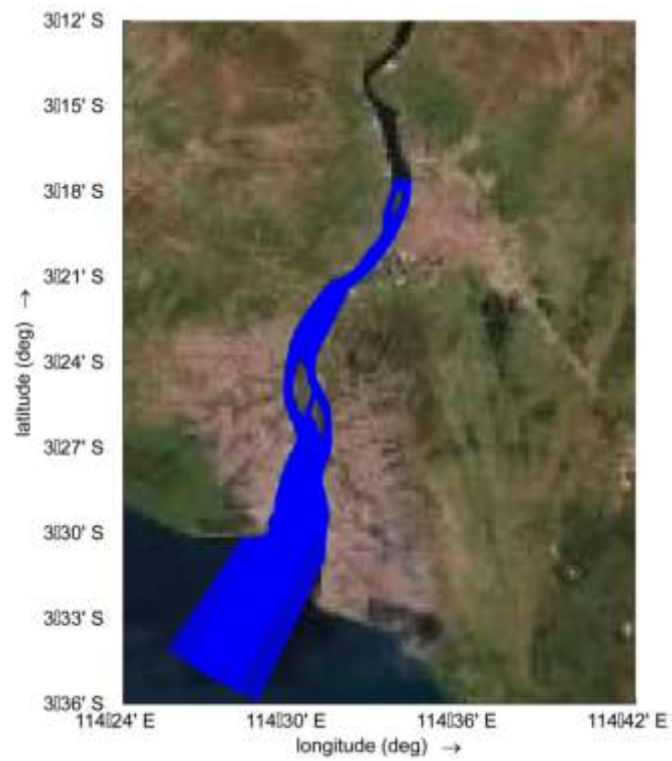 3▯12' S
3▯15' S
3▯18' S
3▯21' S
3▯24' S
3▯27' S
3▯30' S
3▯33' S
3▯36' S
latitude (deg) →
114▯24' E 114▯30' E 114▯36' E 114▯42' E
longitude (deg) →